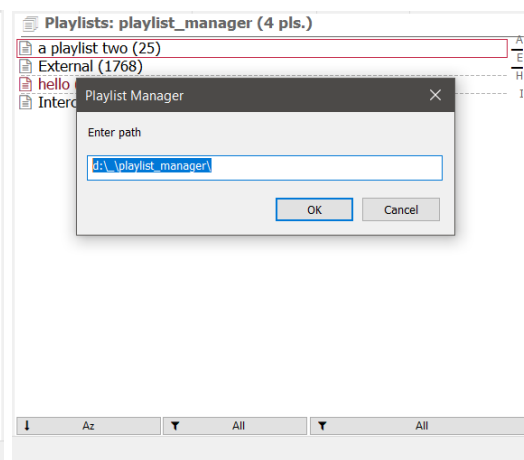 Playlists: playlist_manager (4 pls.)
a playlist two (25)
External (1768)
hello
A
E
H
I
Playlist Manager
Enter path
d:\_\playlist_manager\
OK
Cancel
Az
All
All